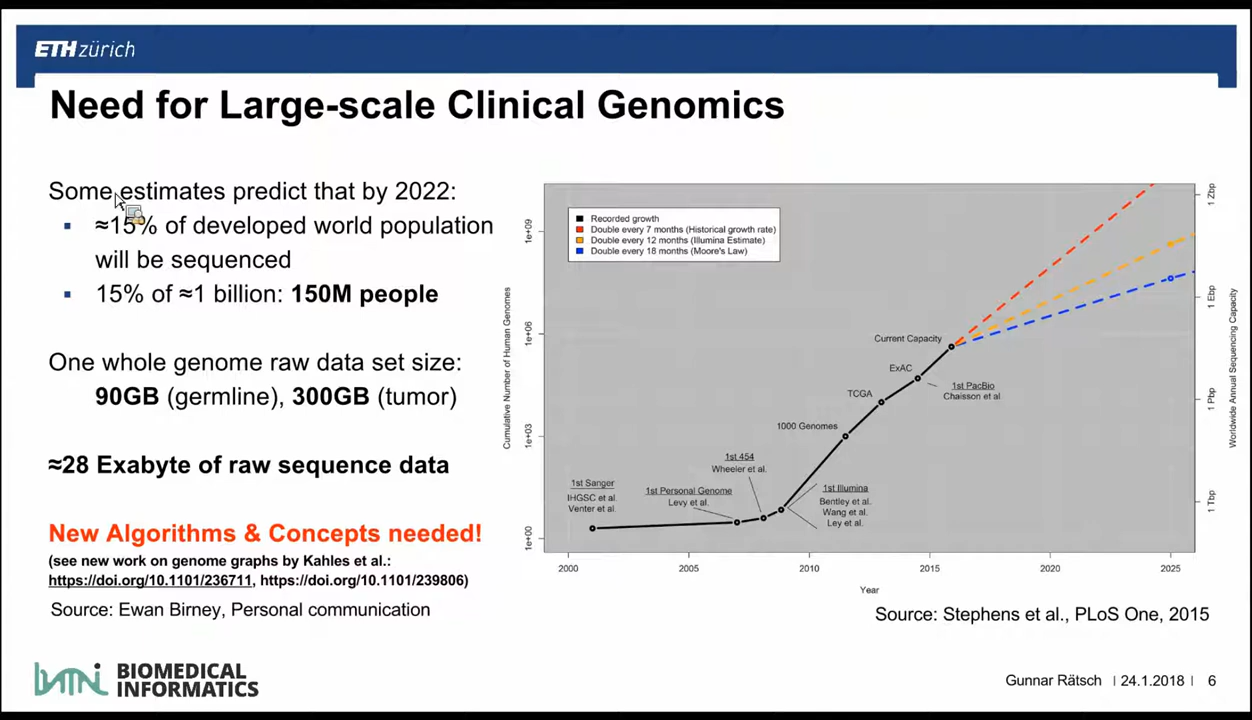 ETH zürich
Need for Large-scale Clinical Genomics
Some estimates predict that by 2022:
▪ ≈15% of developed world population
will be sequenced
▪ 15% of ≈1 billion: 150M people
One whole genome raw data set size:
90GB (germline), 300GB (tumor)
≈28 Exabyte of raw sequence data
New Algorithms & Concepts needed!
(see new work on genome graphs by Kahles et al.:
https://doi.org/10.1101/236711, https://doi.org/10.1101/239806)
Source: Ewan Birney, Personal communication
Recorded growth
Double every 7 months (Historical growth rate)
Double every 12 months (Illumina Estimate)
Double every 18 months (Moore's Law)
Cumulative Number of Human Genomes
1e+09
1e+06
1e+03
1e+00
Current Capacity
ExAC
1st PacBio
Chaisson et al
TCGA
1000 Genomes
1st 454
Wheeler et al.
1st Sanger
IHGSC et al.
Venter et al.
1st Personal Genome
Levy et al.
1st Illumina
Bentley et al.
Wang et al.
Ley et al.
1 Zbp
1 Ebp
1 Pbp
1 Tbp
Worldwide Annual Sequencing Capacity
2000 2005 2010 2015 2020 2025
Year
Source: Stephens et al., PLoS One, 2015
BIOMEDICAL
INFORMATICS
Gunnar Rätsch | 24.1.2018 | 6